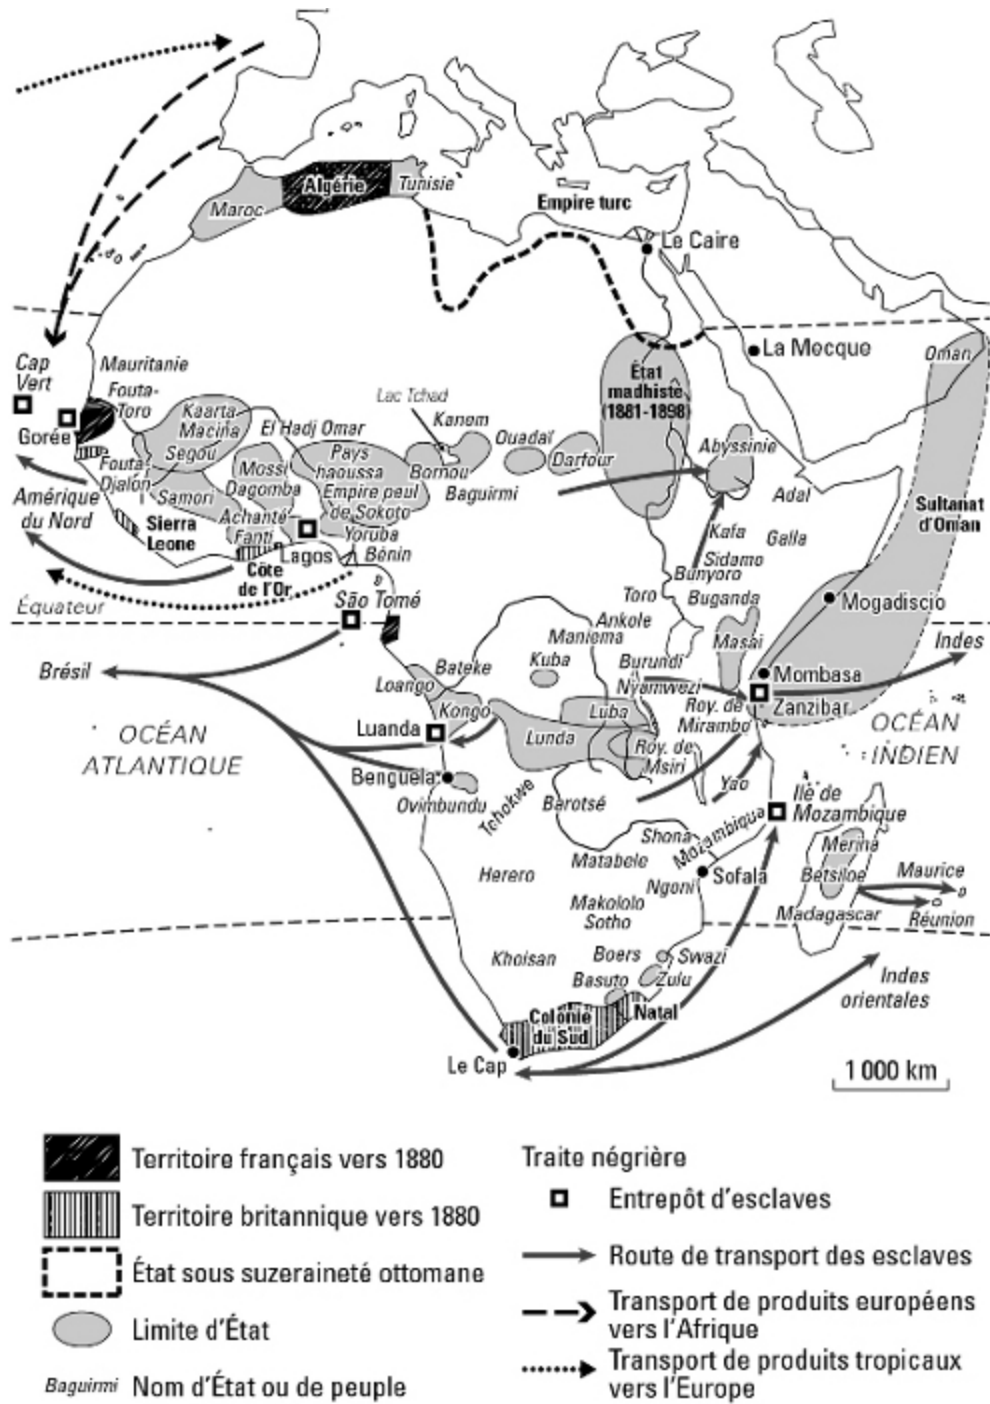 Algérie
Tunisie
Maroc
Empire turc
Le Caire
La Mecque
Oman
Cap
Vert
Mauritanie
Fouta-
Toro
Gorée
Kaarta
Macina
Segou
El Hadj Omar
Lac Tchad
Kanem
Ouadaï
Darfour
État
madhiste
(1881-1898)
Abyssinie
Fouta-
Djalon
Samori
Mossi
Dagomba
Pays
haoussa
Empire peul
de Sokoto
Bornou
Baguirmi
Adal
Sultanat
d'Oman
Amérique
du Nord
Sierra
Leone
Achanté
Fanti
Lagos
Yoruba
Bénin
Côte
de l'Or
Kafa
Galla
Sidamo
Bunyoro
Équateur
São Tomé
Toro
Buganda
Ankole
Maniema
Mogadiscio
Masai
Indes
Brésil
Bateke
Loango
Kuba
Burundi
Nyamwezi
Mombasa
Zanzibar
Roy. de
Mirambo
Kongo
Luanda
Luba
Lunda
Roy. de
Msiri
OCÉAN
ATLANTIQUE
OCÉAN
INDIEN
Benguela
Ovimbundu
Tchokwe
Barotsé
Yao
Ile de
Mozambique
Shona
Mozambiqua
Matabele
Herero
Ngoni
Sofala
Merina
Betsiloe
Maurice
Réunion
Madagascar
Makololo
Sotho
Khoisan
Boers
Swazi
Basuto
Zulu
Indes
orientales
Colonie
du Sud
Natal
Le Cap
1 000 km
Territoire français vers 1880
Territoire britannique vers 1880
État sous suzeraineté ottomane
Limite d'État
Baguirmi Nom d'État ou de peuple
Traite négrière
Entrepôt d'esclaves
Route de transport des esclaves
Transport de produits européens
vers l'Afrique
Transport de produits tropicaux
vers l'Europe